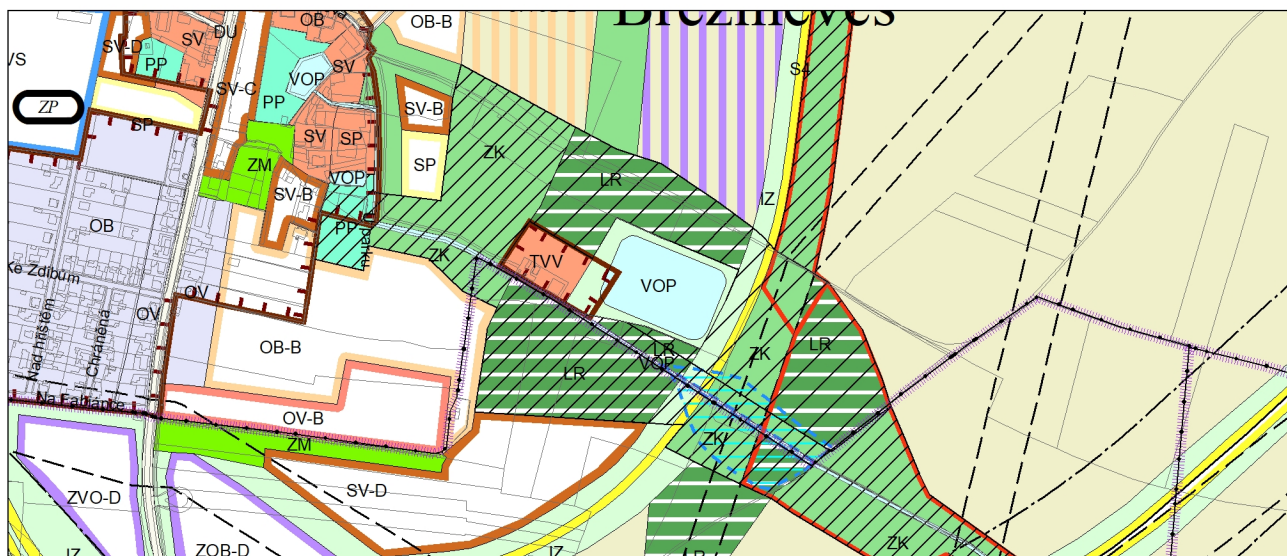 Březiněves
OB-B
OB
SV-D
SV
DU
VS
PP
VOP
SV
SV-C
S4
ZP
PP
SV-B
SP
SV
SP
ZK
ZM
SP
LR
VOP
SV-B
IZ
OB
PP
U parku
ZK
TVV
VOP
Ke Zdibům
OV
OV
Nad hřištěm
Chráněná
OB-B
LR
VOP
LR
ZK
LR
Na Fabiánce
OV-B
ZM
ZK
SV-D
ZVO-D
ZOB-D
IZ
IZ
ZK